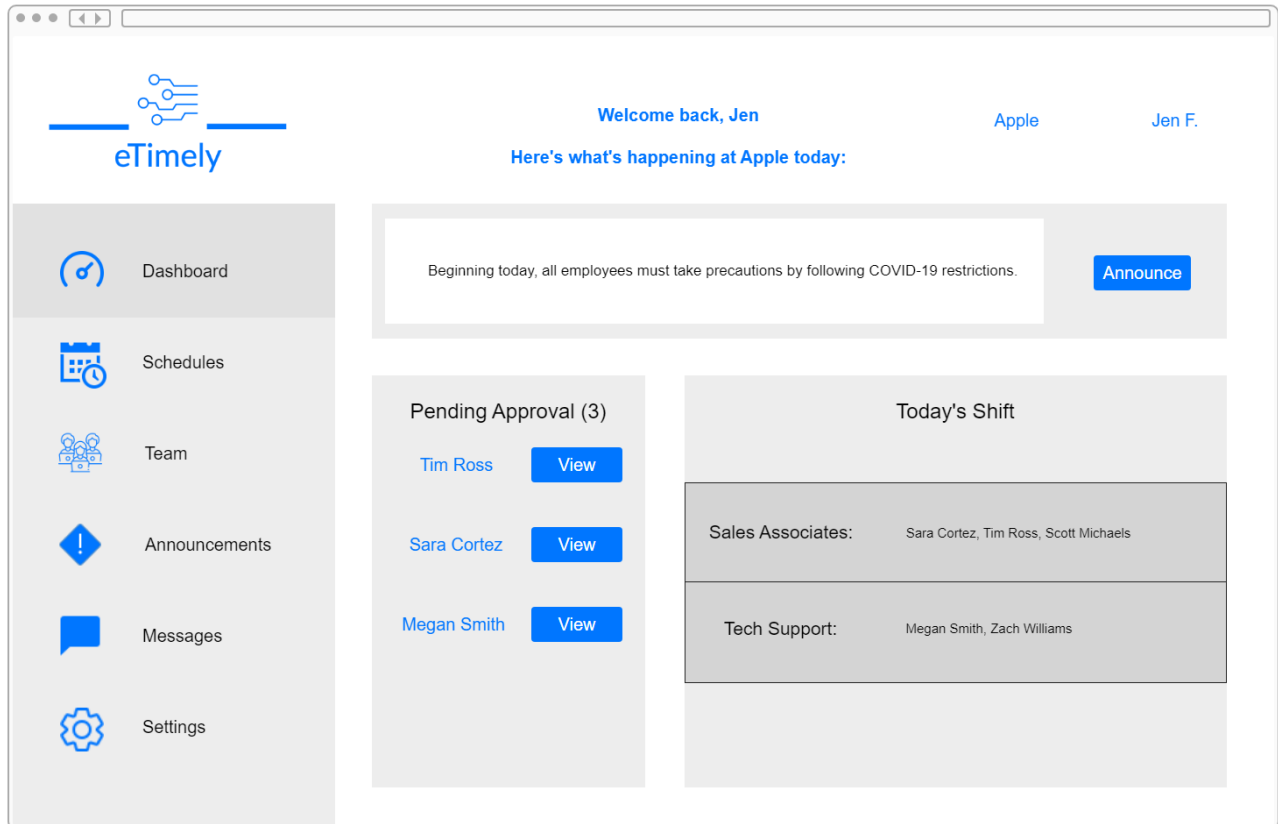 eTimely
Welcome back, Jen
Here's what's happening at Apple today:
Apple
Jen F.
Dashboard
Schedules
Team
Announcements
Messages
Settings
Beginning today, all employees must take precautions by following COVID-19 restrictions.
Announce
Pending Approval (3)
Tim Ross View
Sara Cortez View
Megan Smith View
Today's Shift
Sales Associates: Sara Cortez, Tim Ross, Scott Michaels
Tech Support: Megan Smith, Zach Williams